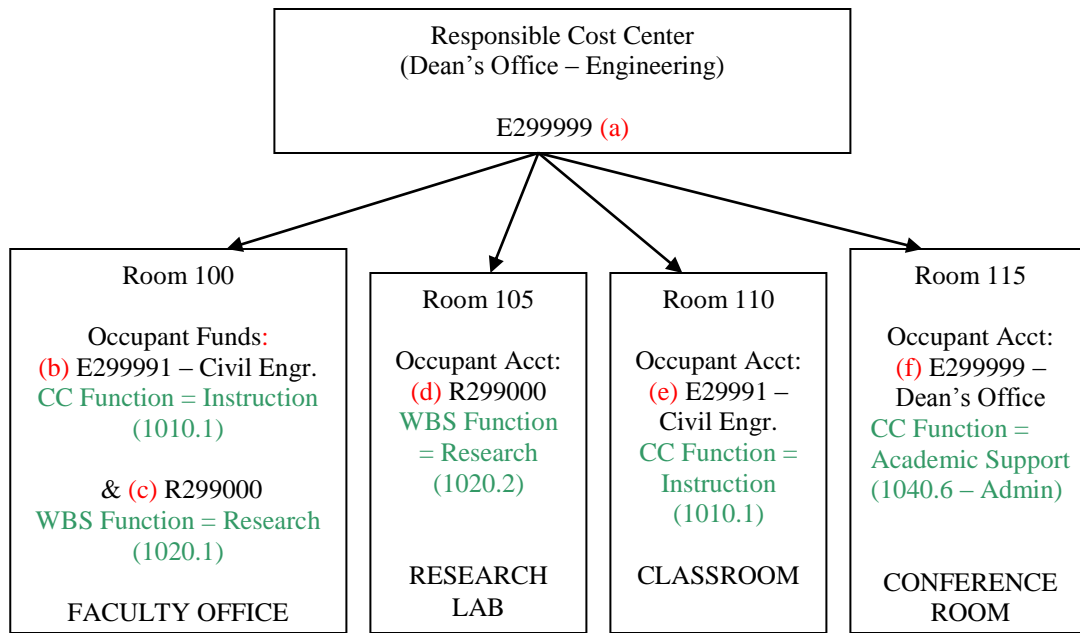 Responsible Cost Center
(Dean’s Office – Engineering)
E299999 (a)
Room 100
Occupant Funds:
(b) E299991 – Civil Engr.
CC Function = Instruction
(1010.1)
& (c) R299000
WBS Function = Research
(1020.1)
FACULTY OFFICE
Room 105
Occupant Acct:
(d) R299000
WBS Function
= Research
(1020.2)
RESEARCH
LAB
Room 110
Occupant Acct:
(e) E29991 –
Civil Engr.
CC Function =
Instruction
(1010.1)
CLASSROOM
Room 115
Occupant Acct:
(f) E299999 –
Dean’s Office
CC Function =
Academic Support
(1040.6 – Admin)
CONFERENCE
ROOM